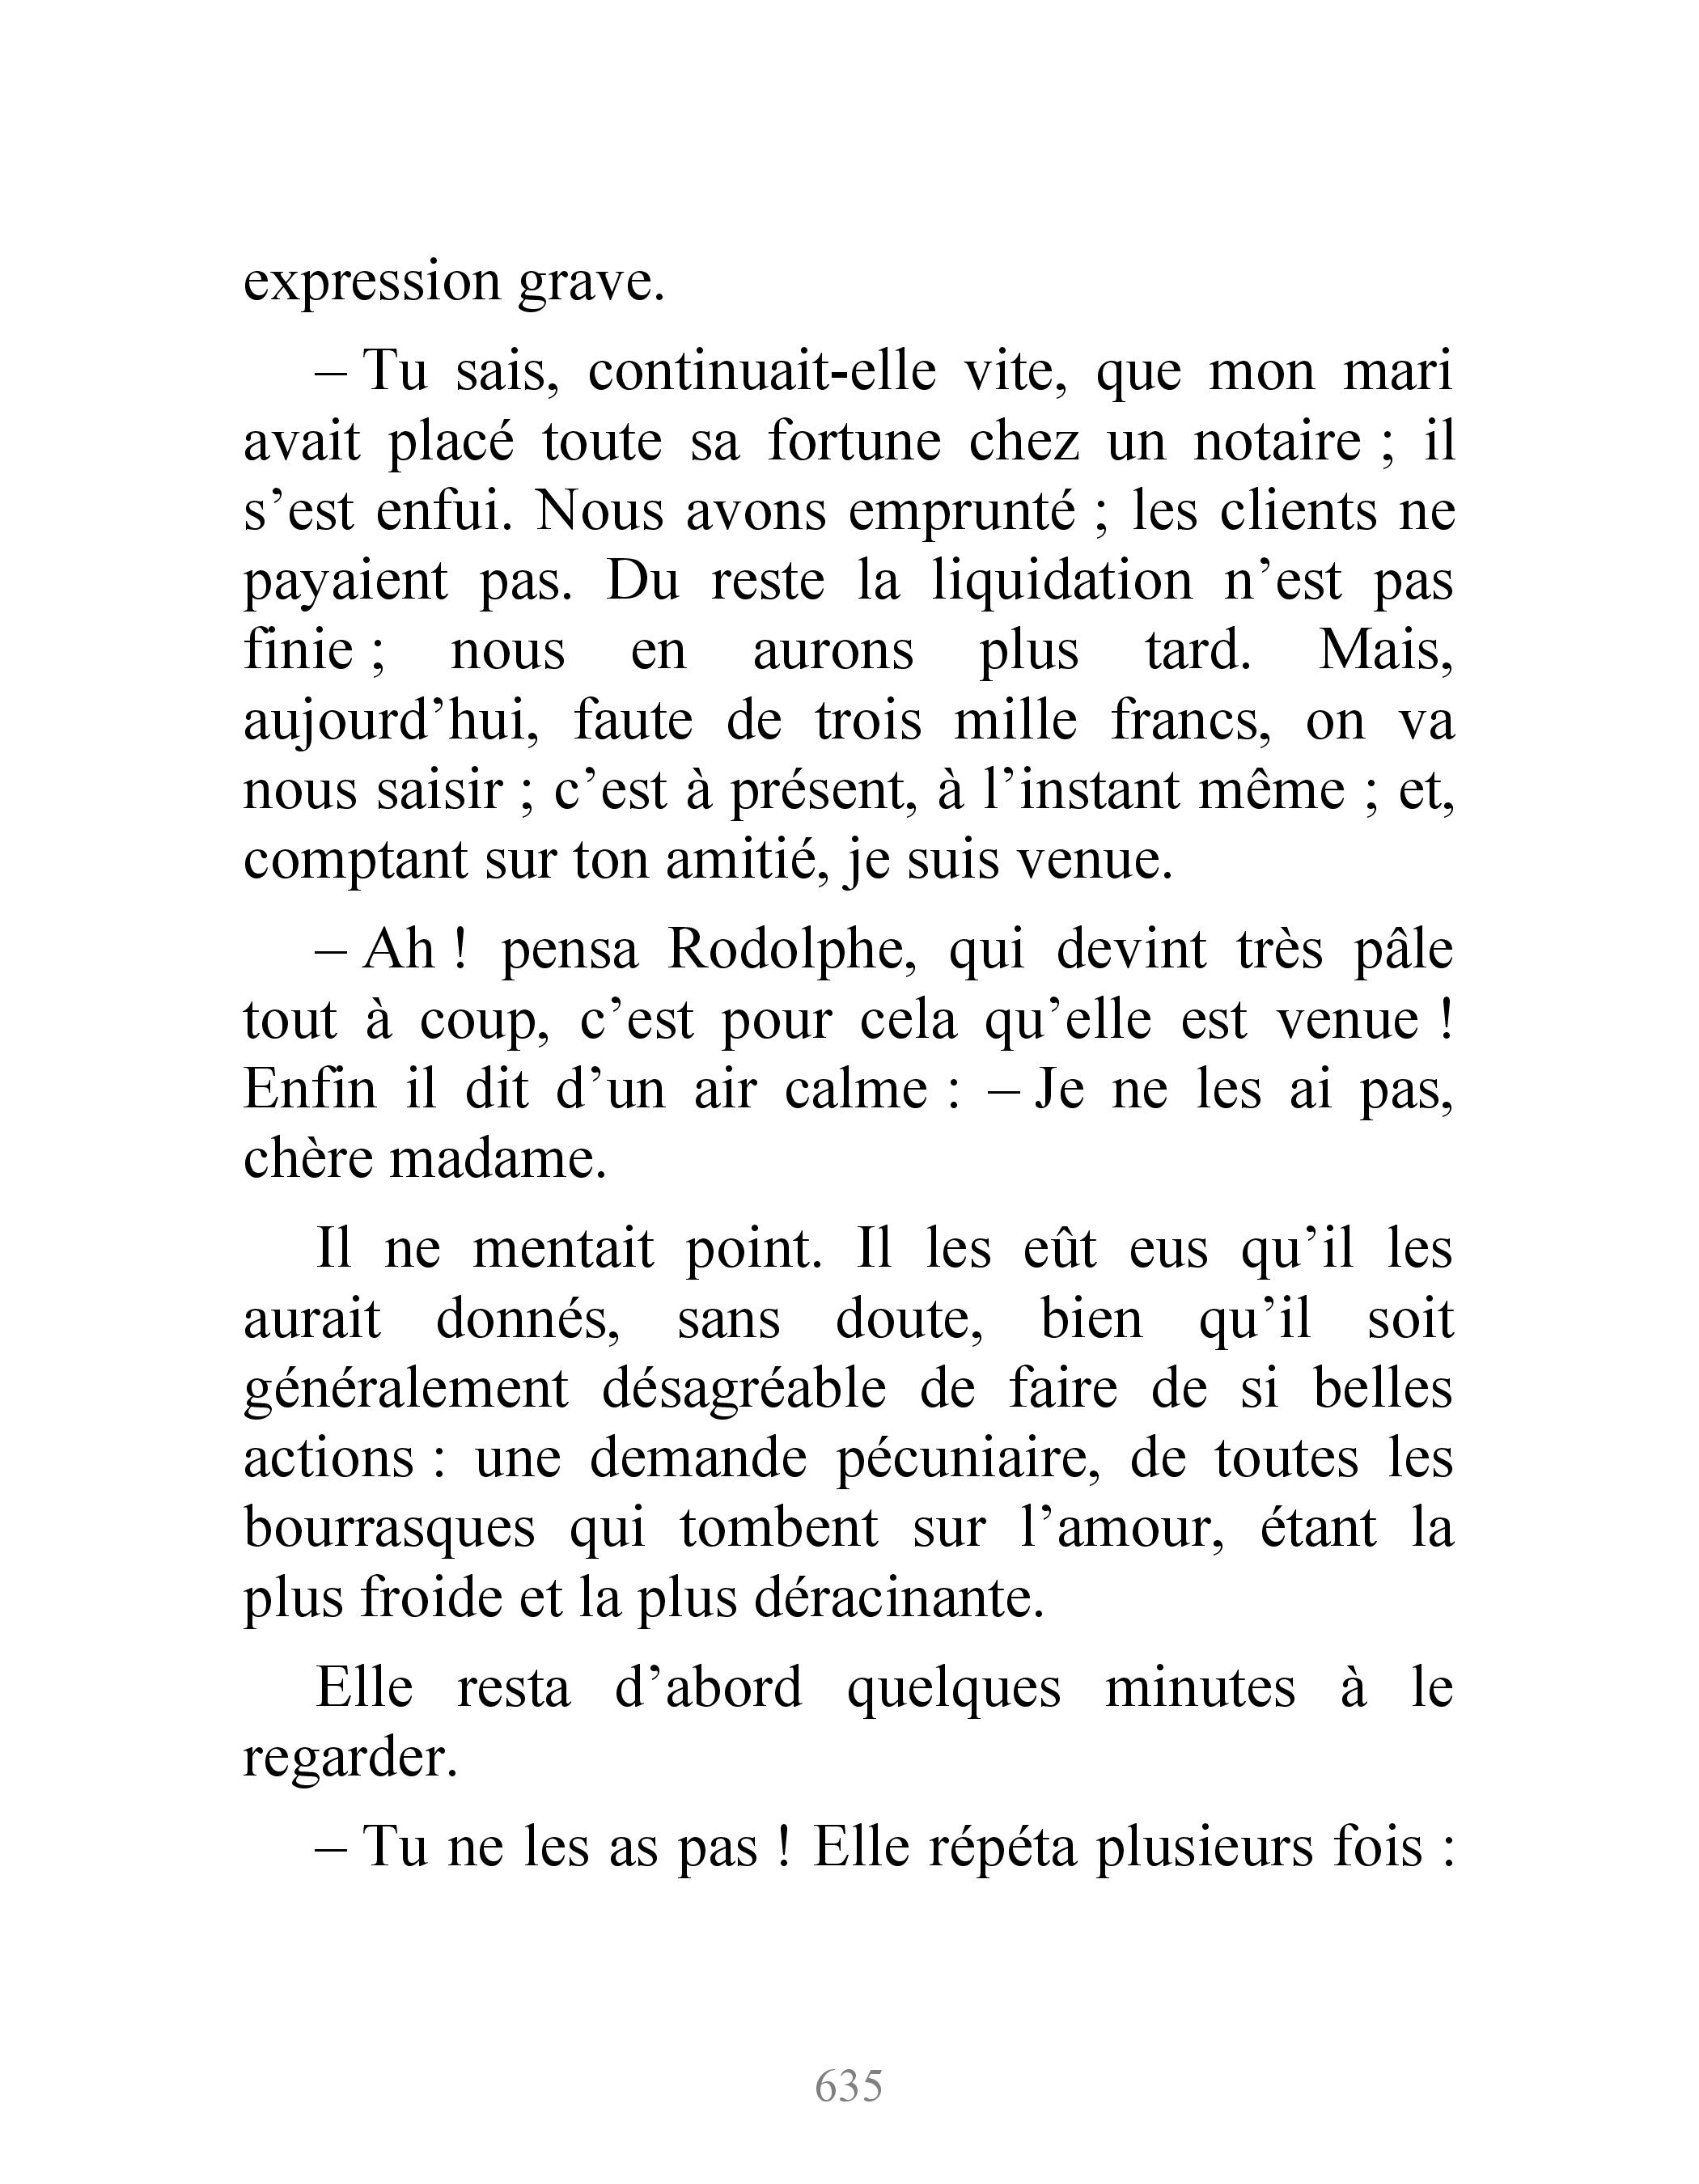 expression grave.
– Tu sais, continuait-elle vite, que mon mari
avait placé toute sa fortune chez un notaire ; il
s’est enfui. Nous avons emprunté ; les clients ne
payaient pas. Du reste la liquidation n’est pas
finie ; nous en aurons plus tard. Mais,
aujourd’hui, faute de trois mille francs, on va
nous saisir ; c’est à présent, à l’instant même ; et,
comptant sur ton amitié, je suis venue.
– Ah ! pensa Rodolphe, qui devint très pâle
tout à coup, c’est pour cela qu’elle est venue !
Enfin il dit d’un air calme : – Je ne les ai pas,
chère madame.
Il ne mentait point. Il les eût eus qu’il les
aurait donnés, sans doute, bien qu’il soit
généralement désagréable de faire de si belles
actions : une demande pécuniaire, de toutes les
bourrasques qui tombent sur l’amour, étant la
plus froide et la plus déracinante.
Elle resta d’abord quelques minutes à le
regarder.
– Tu ne les as pas ! Elle répéta plusieurs fois :
635